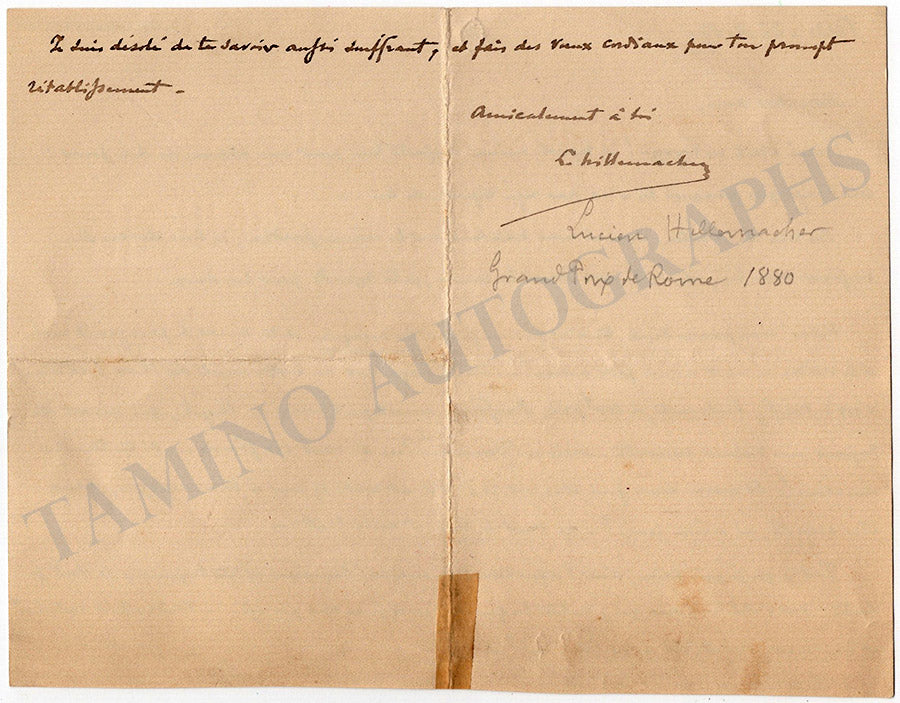 Je suis désolé de te savoir aussi souffrant, et fais des vœux cordiaux pour ton prompt
rétablissement -
Amicalement à toi
L. Hillemacher
Lucien Hillemacher
Grand Prix de Rome 1880
TAMINO AUTOGRAPHS